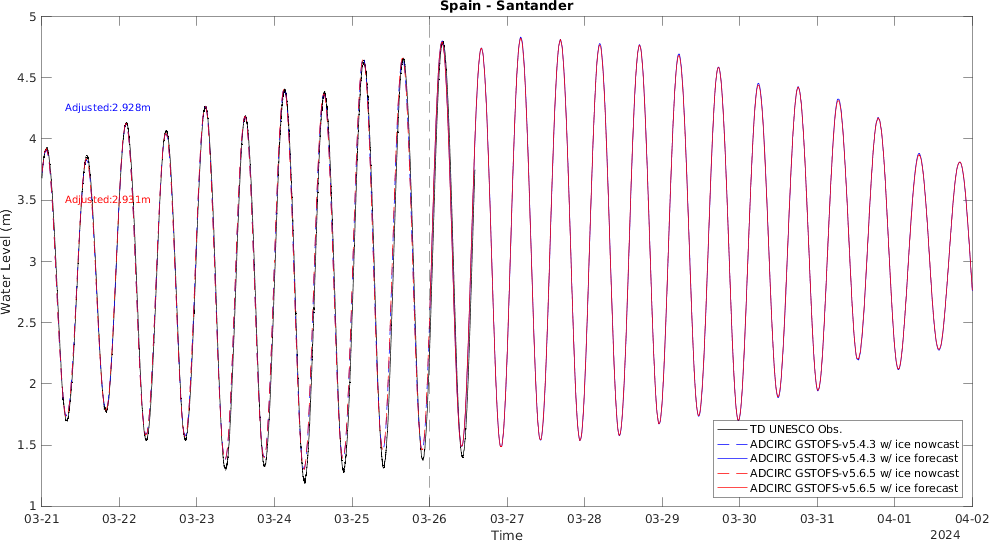 Spain - Santander
5
4.5
4
3.5
3
2.5
2
1.5
1
Water Level (m)
Adjusted:2.928m
Adjusted:2.931m
TD UNESCO Obs.
ADCIRC GSTOFS-v5.4.3 w/ ice nowcast
ADCIRC GSTOFS-v5.4.3 w/ ice forecast
ADCIRC GSTOFS-v5.6.5 w/ ice nowcast
ADCIRC GSTOFS-v5.6.5 w/ ice forecast
03-21 03-22 03-23 03-24 03-25 03-26 03-27 03-28 03-29 03-30 03-31 04-01 04-02
Time
2024